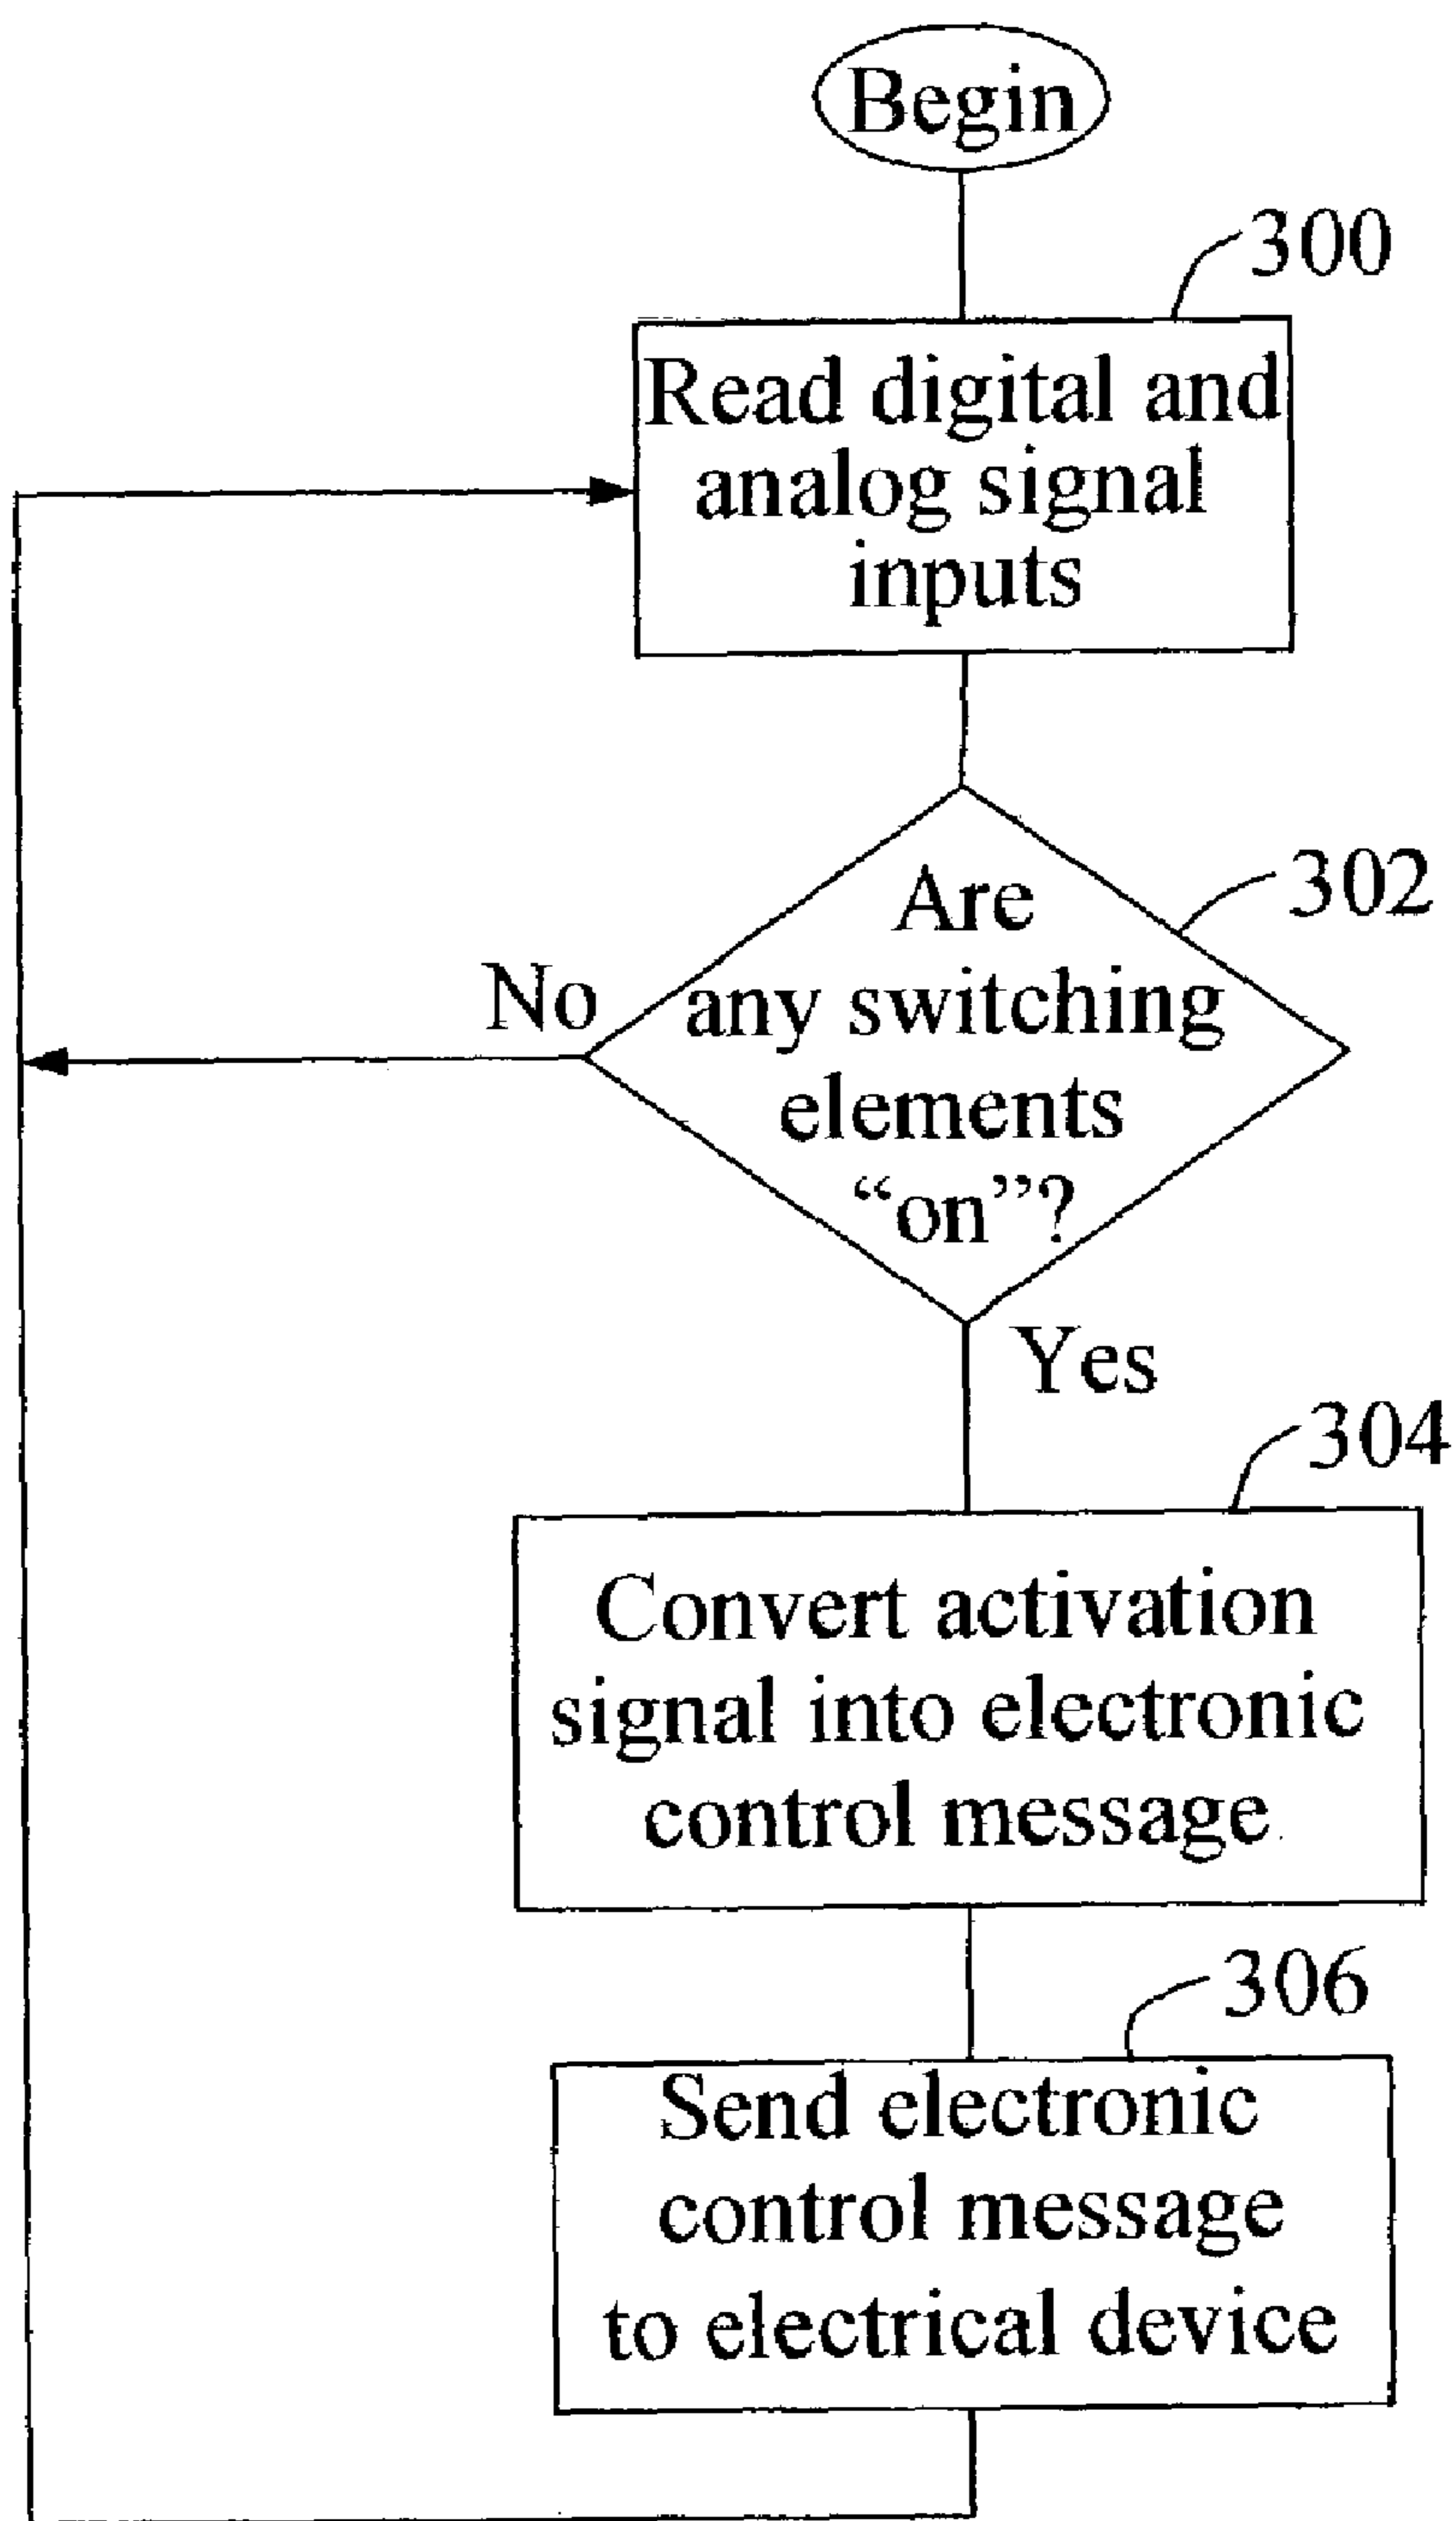 Begin
300
Read digital and
analog signal
inputs
302
Are
any switching
elements
“on”?
No
Yes
304
Convert activation
signal into electronic
control message
306
Send electronic
control message
to electrical device